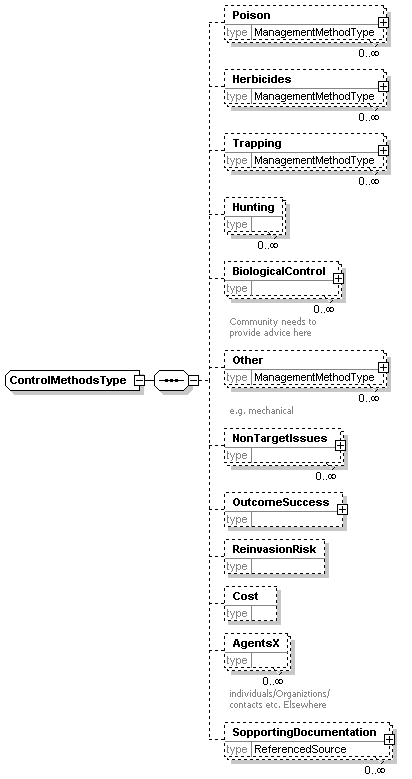 Poison
type ManagementMethodType
0..∞
Herbicides
type ManagementMethodType
0..∞
Trapping
type ManagementMethodType
0..∞
Hunting
type
0..∞
BiologicalControl
type
0..∞
Community needs to
provide advice here
ControlMethodsType
Other
type ManagementMethodType
0..∞
e.g. mechanical
NonTargetIssues
type
0..∞
OutcomeSuccess
type
ReinvasionRisk
type
Cost
type
AgentsX
type
0..∞
individuals/Organiztions/
contacts etc. Elsewhere
SopportingDocumentation
type ReferencedSource
0..∞